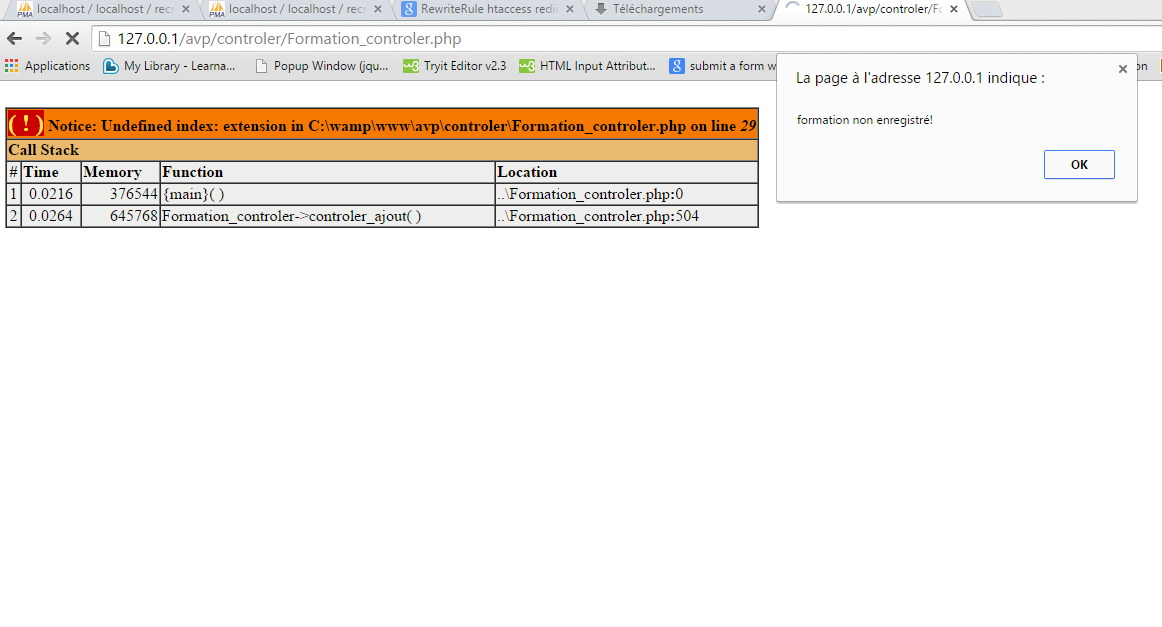 localhost / localhost / recr
localhost / localhost / recr
RewriteRule htaccess redir
Téléchargements
127.0.0.1/avp/controler/Fo
127.0.0.1/avp/controler/Formation_controler.php
Applications
My Library - Learna...
Popup Window (jqu...
Tryit Editor v2.3
HTML Input Attribut...
submit a form w
on
La page à l'adresse 127.0.0.1 indique :
formation non enregistré!
OK
( ! ) Notice: Undefined index: extension in C:\wamp\www\avp\controler\Formation_controler.php on line 29
Call Stack
# Time Memory Function Location
1 0.0216 376544 {main}( ) ..\Formation_controler.php:0
2 0.0264 645768 Formation_controler->controler_ajout( ) ..\Formation_controler.php:504